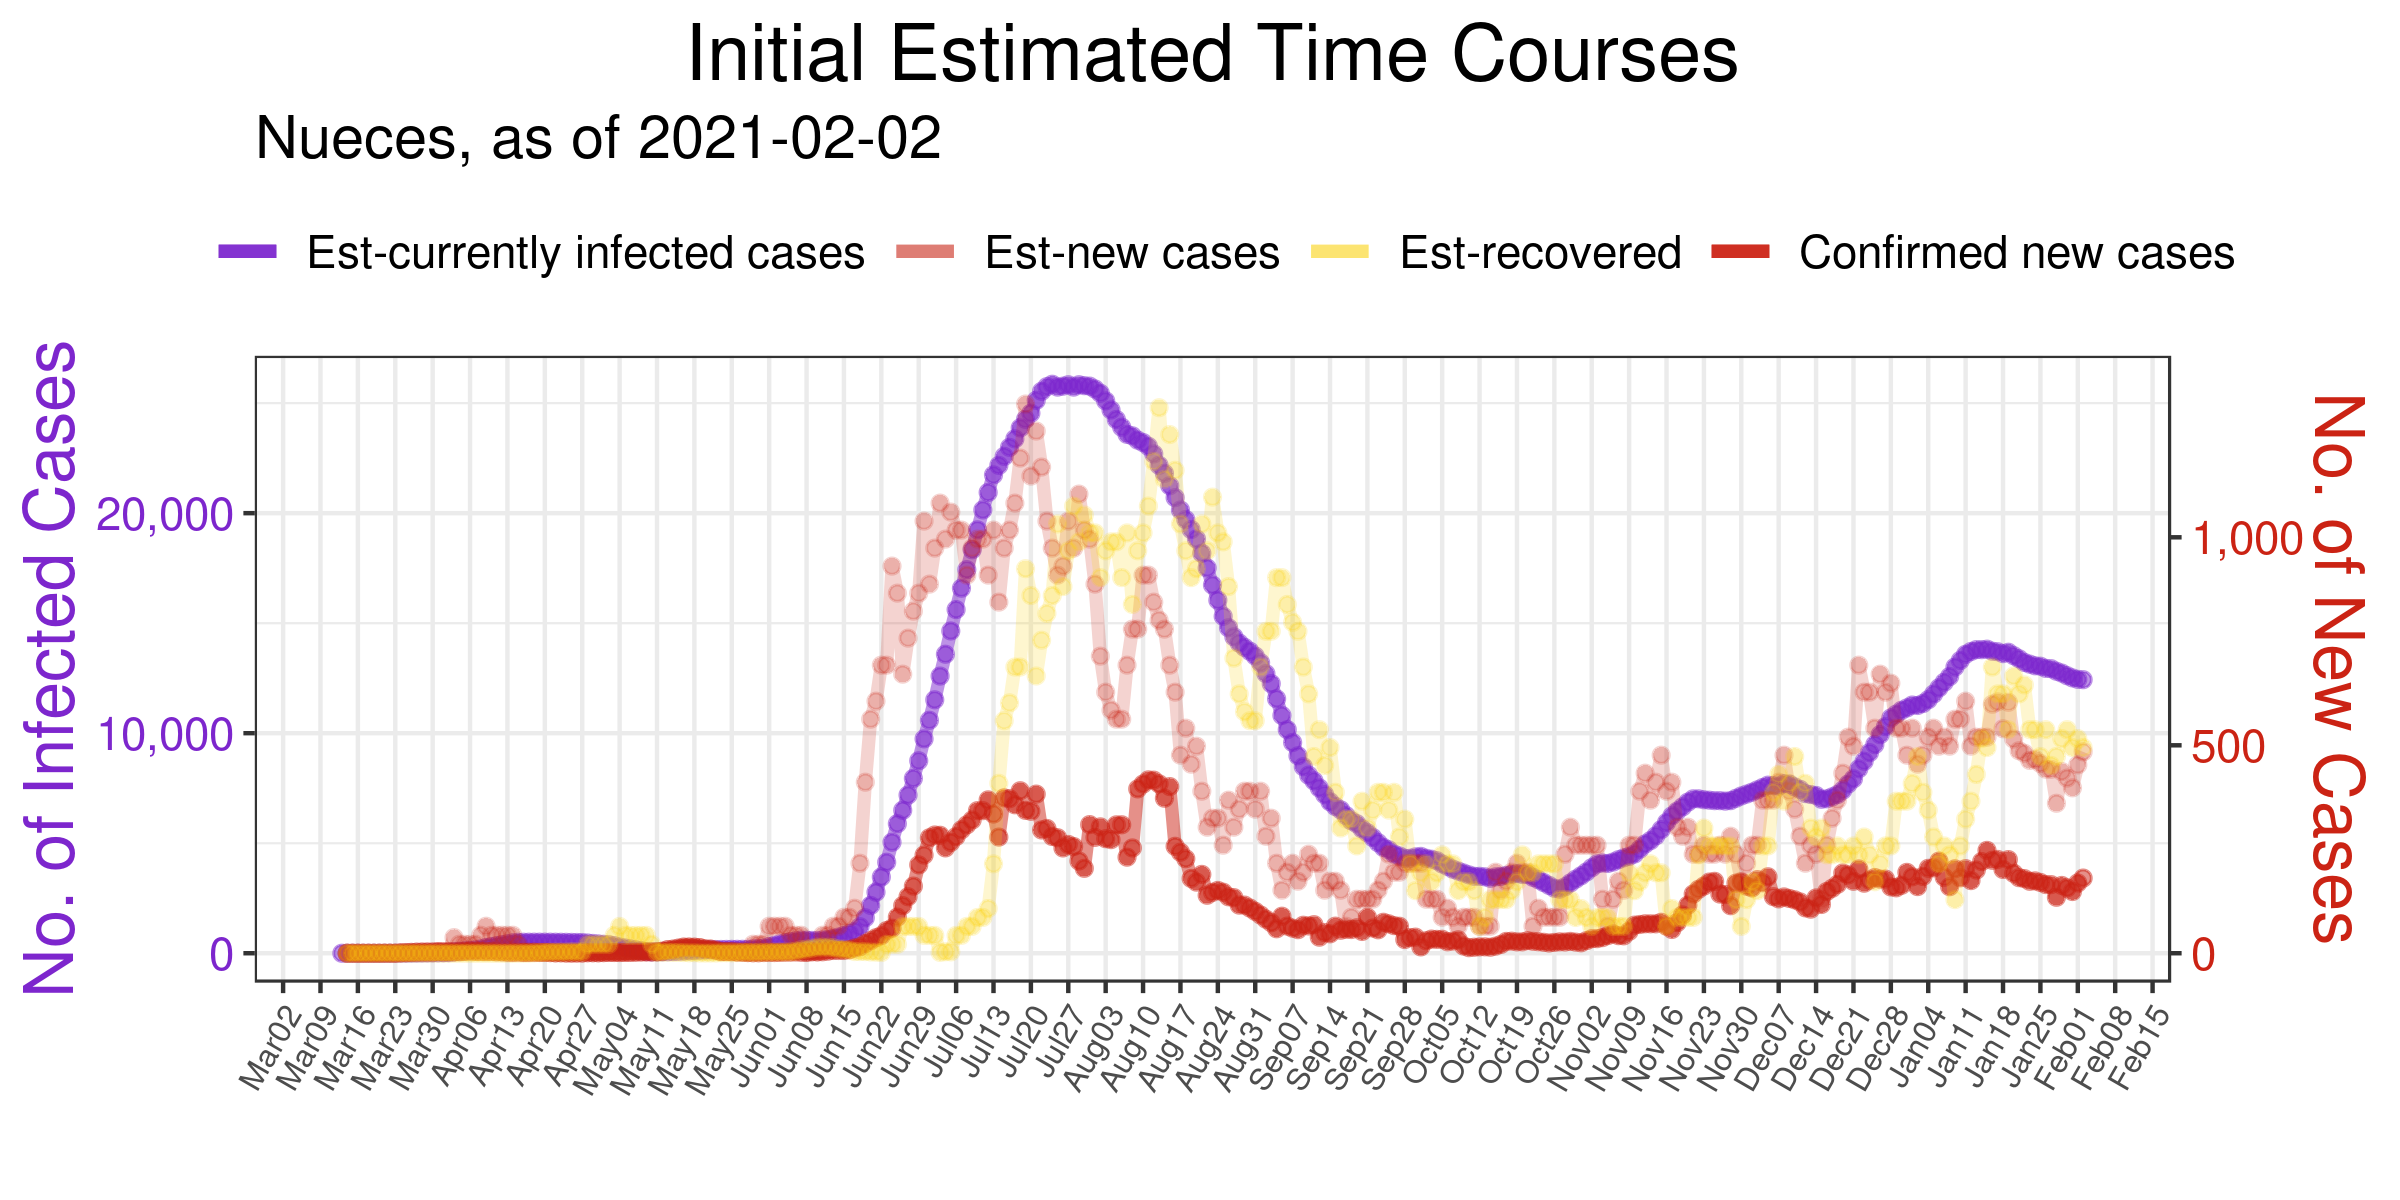 Initial Estimated Time Courses
Nueces, as of 2021-02-02
Est-currently infected cases Est-new cases Est-recovered Confirmed new cases
No. of Infected Cases
20,000
10,000
0
1,000
500
0
No. of New Cases
Mar02 Mar09 Mar16 Mar23 Mar30 Apr06 Apr13 Apr20 Apr27 May04 May11 May18 May25 Jun01 Jun08 Jun15 Jun22 Jun29 Jul06 Jul13 Jul20 Jul27 Aug03 Aug10 Aug17 Aug24 Aug31 Sep07 Sep14 Sep21 Sep28 Oct05 Oct12 Oct19 Oct26 Nov02 Nov09 Nov16 Nov23 Nov30 Dec07 Dec14 Dec21 Dec28 Jan04 Jan11 Jan18 Jan25 Feb01 Feb08 Feb15